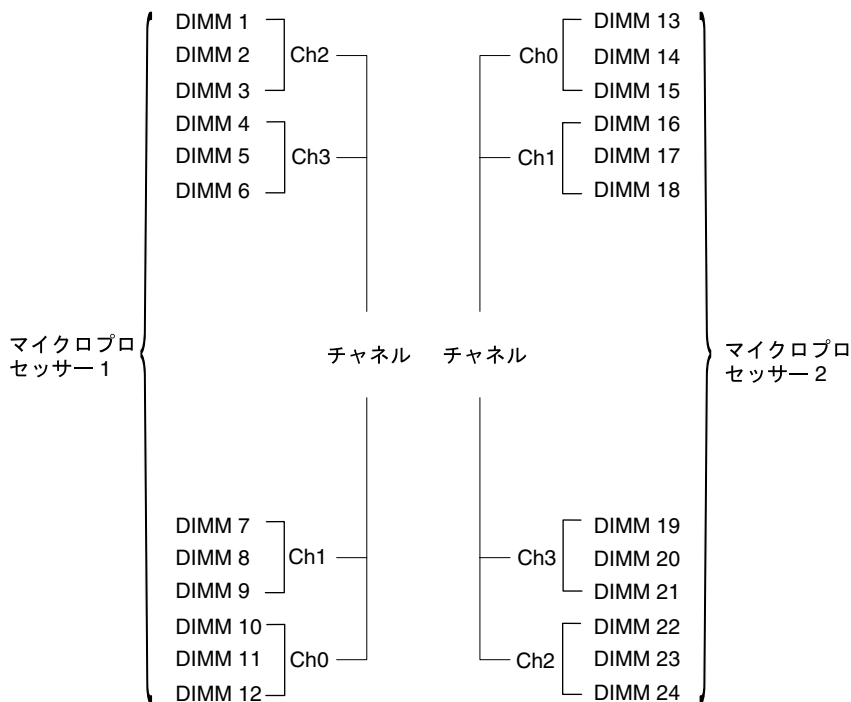 DIMM 1
DIMM 2
DIMM 3
Ch2
DIMM 4
DIMM 5
DIMM 6
Ch3
マイクロプロ
セッサー 1
チャネル
DIMM 7
DIMM 8
DIMM 9
Ch1
DIMM 10
DIMM 11
DIMM 12
Ch0
DIMM 13
DIMM 14
DIMM 15
Ch0
DIMM 16
DIMM 17
DIMM 18
Ch1
チャネル
マイクロプロ
セッサー 2
DIMM 19
DIMM 20
DIMM 21
Ch3
DIMM 22
DIMM 23
DIMM 24
Ch2